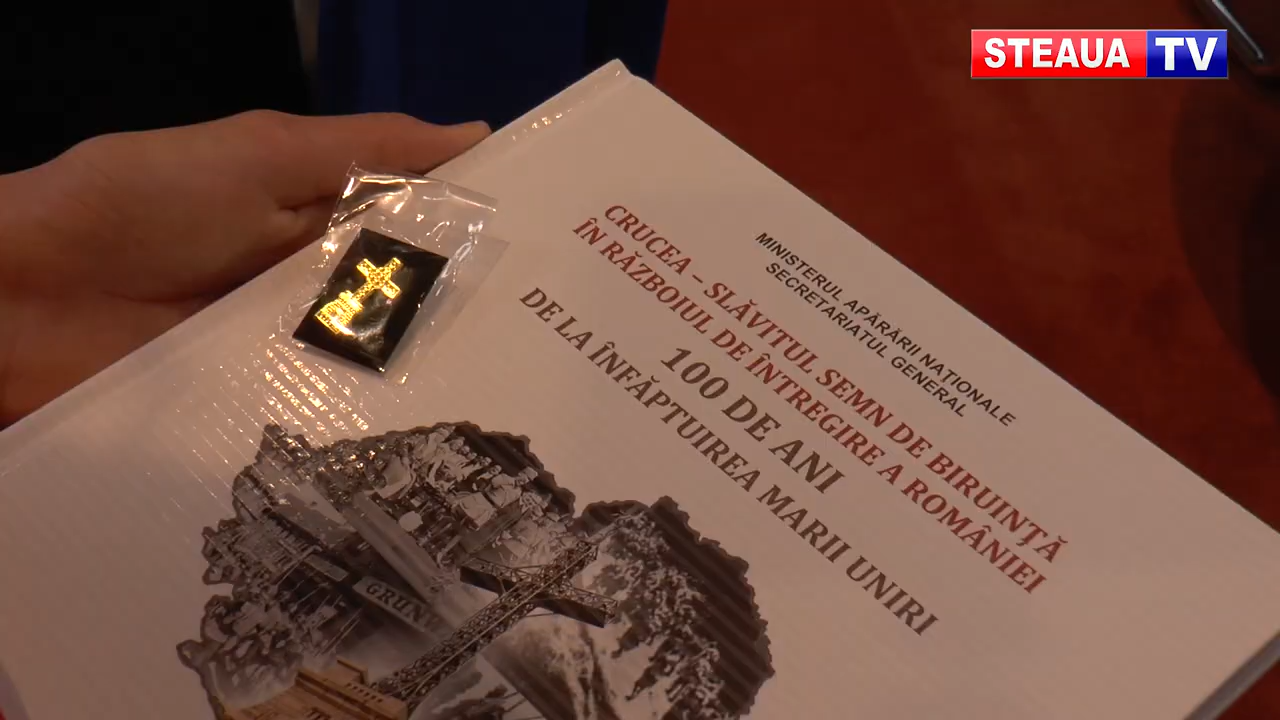 STEAUA TV
MINISTERUL APĂRĂRII NAȚIONALE
SECRETARIATUL GENERAL
CRUCEA – SLĂVITUL SEMN DE BIRUINȚĂ
ÎN RĂZBOIUL DE ÎNTREGIRE A ROMÂNIEI
100 DE ANI
DE LA ÎNFĂPTUIREA MARII UNIRI